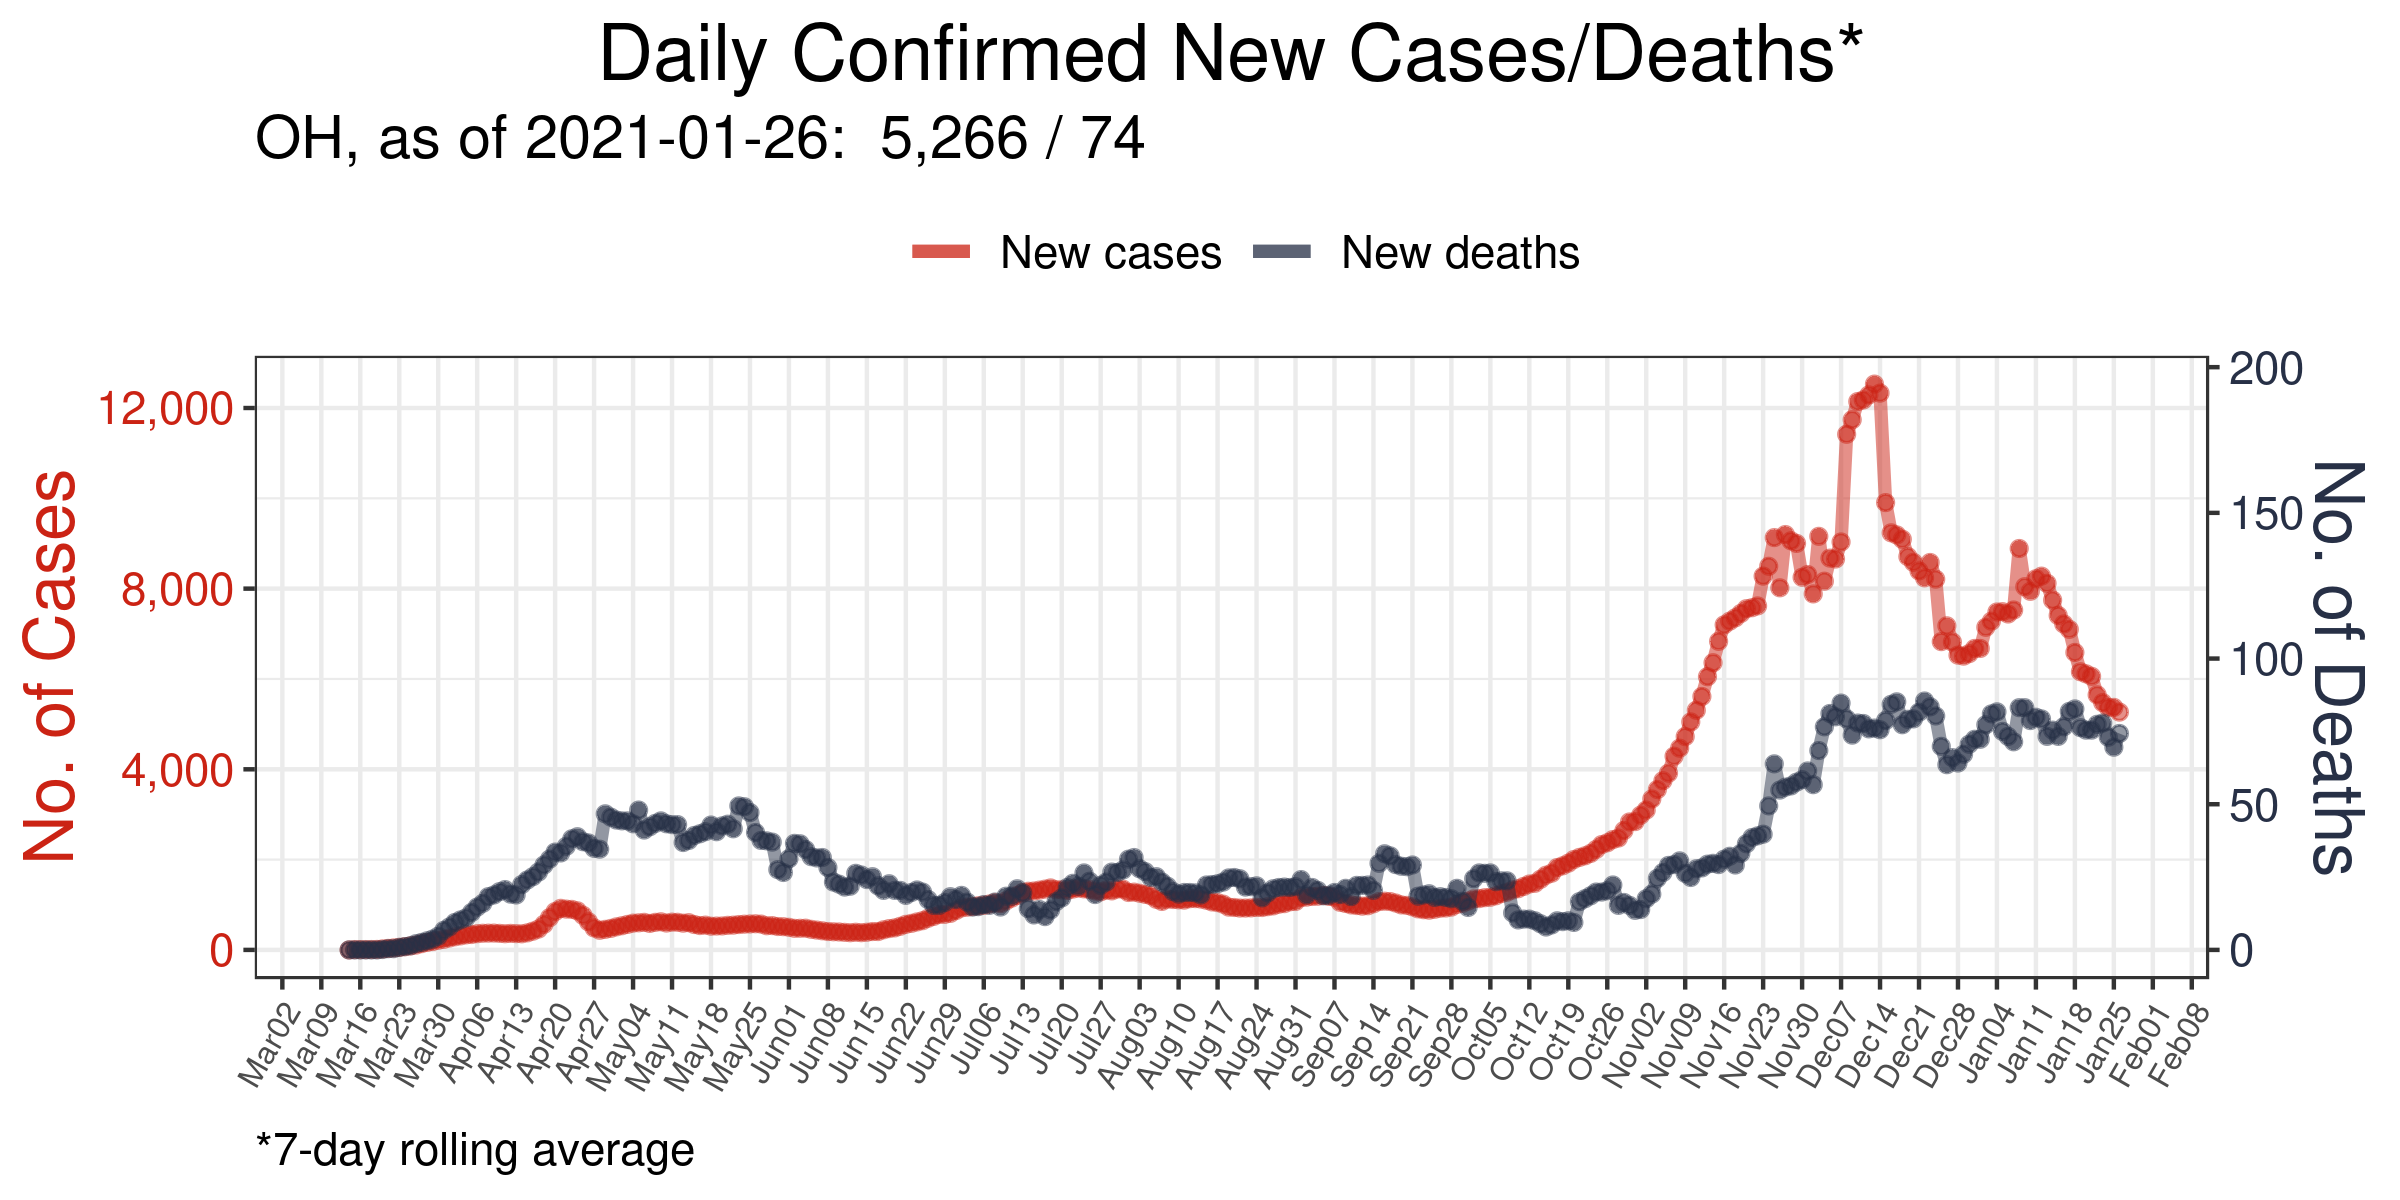 Daily Confirmed New Cases/Deaths*
OH, as of 2021-01-26:  5,266 / 74
New cases
New deaths
No. of Cases
12,000
8,000
4,000
0
No. of Deaths
200
150
100
50
0
Mar02
Mar09
Mar16
Mar23
Mar30
Apr06
Apr13
Apr20
Apr27
May04
May11
May18
May25
Jun01
Jun08
Jun15
Jun22
Jun29
Jul06
Jul13
Jul20
Jul27
Aug03
Aug10
Aug17
Aug24
Aug31
Sep07
Sep14
Sep21
Sep28
Oct05
Oct12
Oct19
Oct26
Nov02
Nov09
Nov16
Nov23
Nov30
Dec07
Dec14
Dec21
Dec28
Jan04
Jan11
Jan18
Jan25
Feb01
Feb08
*7-day rolling average